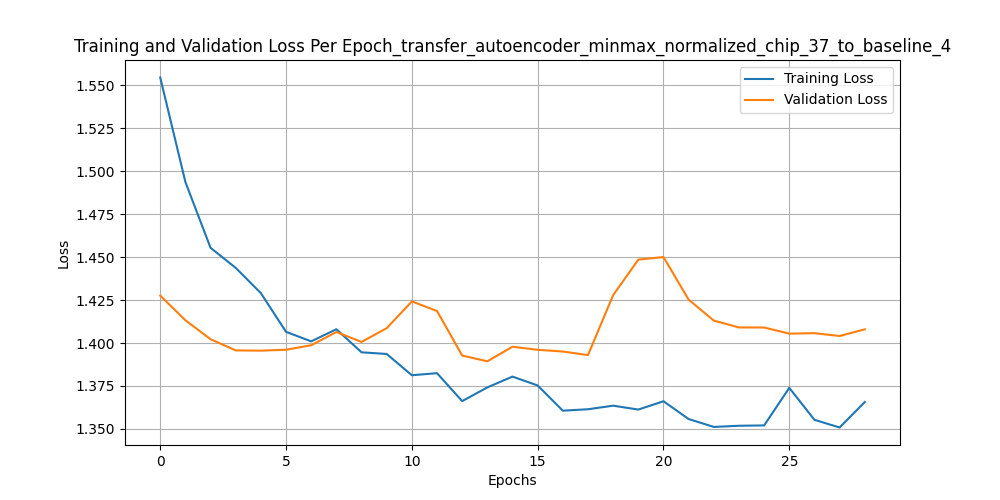 Training and Validation Loss Per Epoch_transfer_autoencoder_minmax_normalized_chip_37_to_baseline_4
Training Loss
Validation Loss
1.550
1.525
1.500
1.475
1.450
1.425
1.400
1.375
1.350
Loss
0 5 10 15 20 25
Epochs